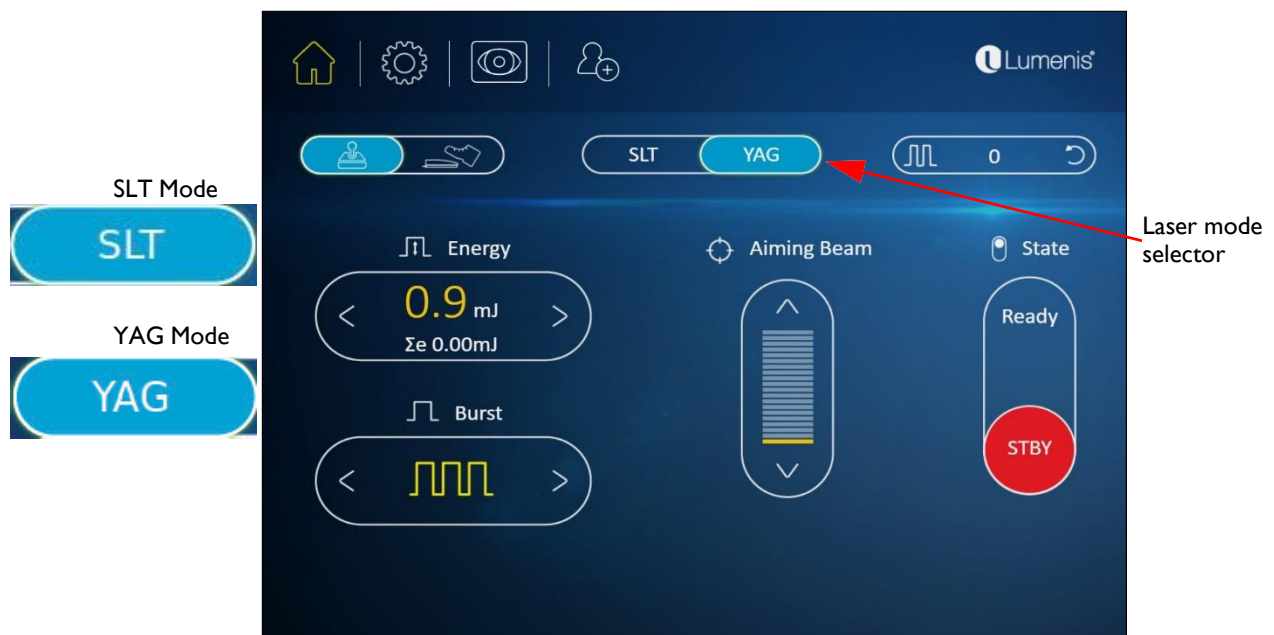 Lumenis®
SLT YAG
0
SLT Mode
SLT
YAG Mode
YAG
Laser mode
selector
Energy
0.9 mJ
Σe 0.00mJ
Burst
Aiming Beam
State
Ready
STBY